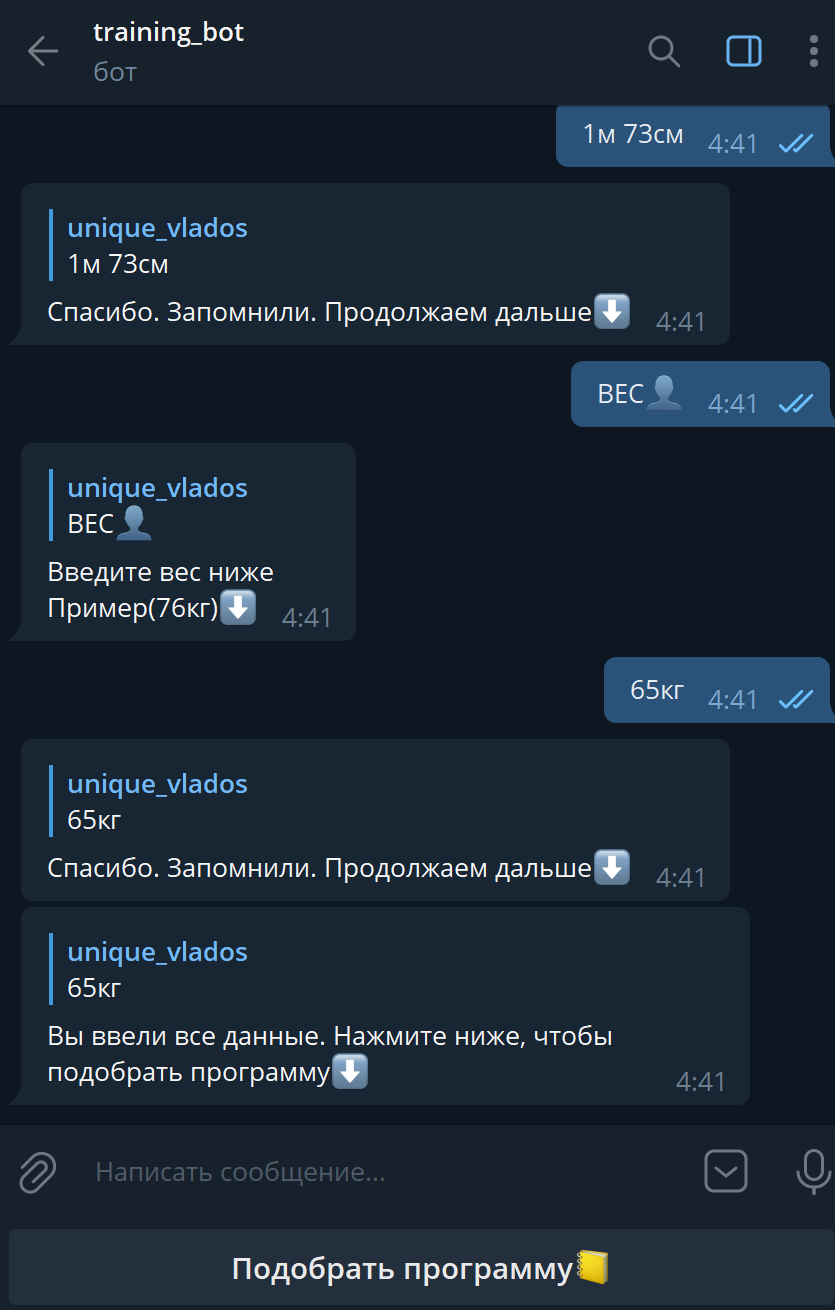 training_bot
бот
1м 73см 4:41
unique_vlados
1м 73см
Спасибо. Запомнили. Продолжаем дальше⬇️ 4:41
ВЕС👤 4:41
unique_vlados
ВЕС👤
Введите вес ниже
Пример(76кг)⬇️ 4:41
65кг 4:41
unique_vlados
65кг
Спасибо. Запомнили. Продолжаем дальше⬇️ 4:41
unique_vlados
65кг
Вы ввели все данные. Нажмите ниже, чтобы
подобрать программу⬇️ 4:41
Написать сообщение...
Подобрать программу📒